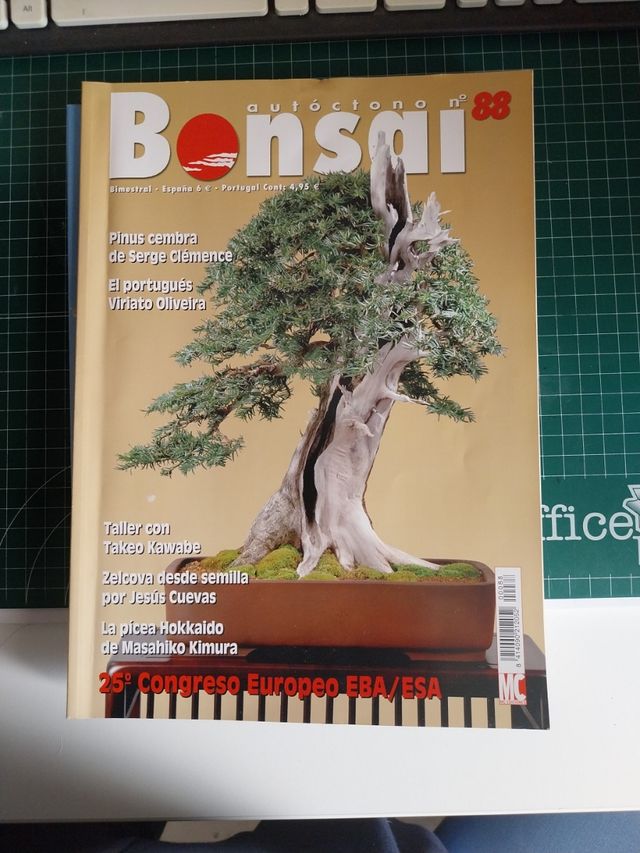 autóctono nº 88
Bonsai
Bimestral · España 6 € · Portugal Cont: 4,95 €
Pinus cembra
de Serge Clémence
El portugués
Viriato Oliveira
Taller con
Takeo Kawabe
Zelcova desde semilla
por Jesús Cuevas
La pícea Hokkaido
de Masahiko Kimura
25º Congreso Europeo EBA/ESA
00088
MC
ffice